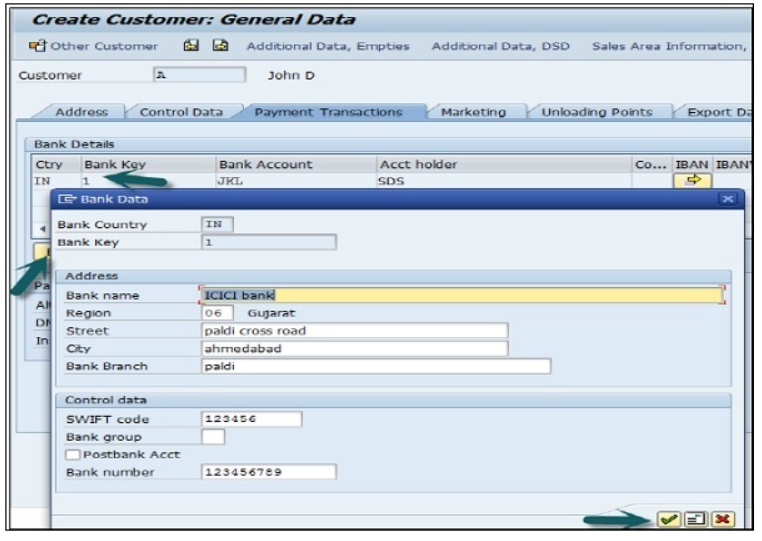 Create Customer: General Data
Other Customer Additional Data, Empties Additional Data, DSD Sales Area Information,
Customer A John D
Address Control Data Payment Transactions Marketing Unloading Points Export Da
Bank Details
Ctry Bank Key Bank Account Acct holder Co... IBAN IBAN
IN 1 JKL SDS
Bank Data
Bank Country IN
Bank Key 1
Pa
Al
DM
In
Address
Bank name ICICI bank
Region 06 Gujarat
Street paldi cross road
City ahmedabad
Bank Branch paldi
Control data
SWIFT code 123456
Bank group
Postbank Acct
Bank number 123456789